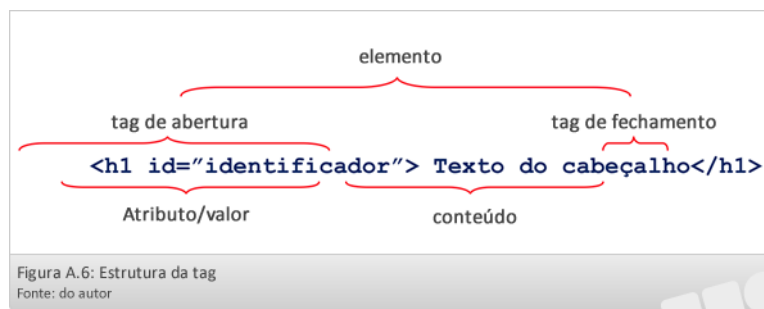 elemento
tag de abertura
tag de fechamento
<h1 id=”identificador”> Texto do cabeçalho</h1>
Atributo/valor
conteúdo
Figura A.6: Estrutura da tag
Fonte: do autor